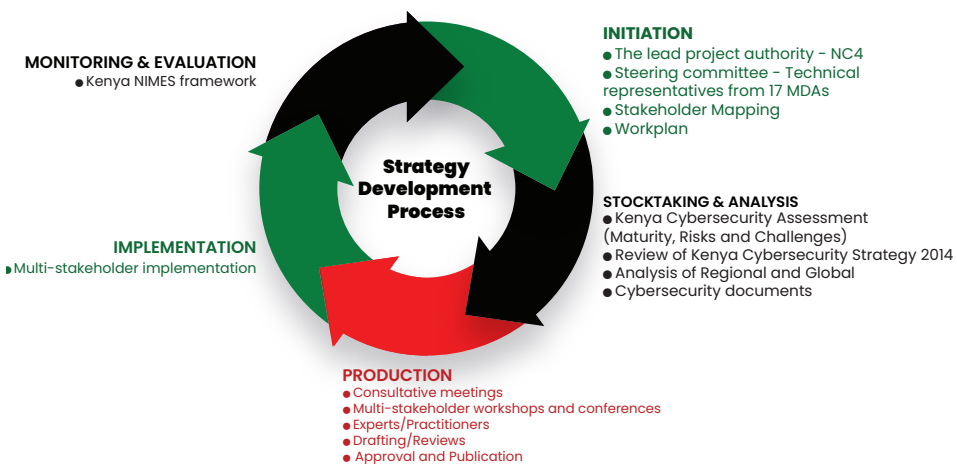 Strategy
Development
Process
INITIATION
● The lead project authority - NC4
● Steering committee - Technical
representatives from 17 MDAs
● Stakeholder Mapping
● Workplan
STOCKTAKING & ANALYSIS
● Kenya Cybersecurity Assessment
(Maturity, Risks and Challenges)
● Review of Kenya Cybersecurity Strategy 2014
● Analysis of Regional and Global
● Cybersecurity documents
PRODUCTION
● Consultative meetings
● Multi-stakeholder workshops and conferences
● Experts/Practitioners
● Drafting/Reviews
● Approval and Publication
IMPLEMENTATION
● Multi-stakeholder implementation
MONITORING & EVALUATION
● Kenya NIMES framework